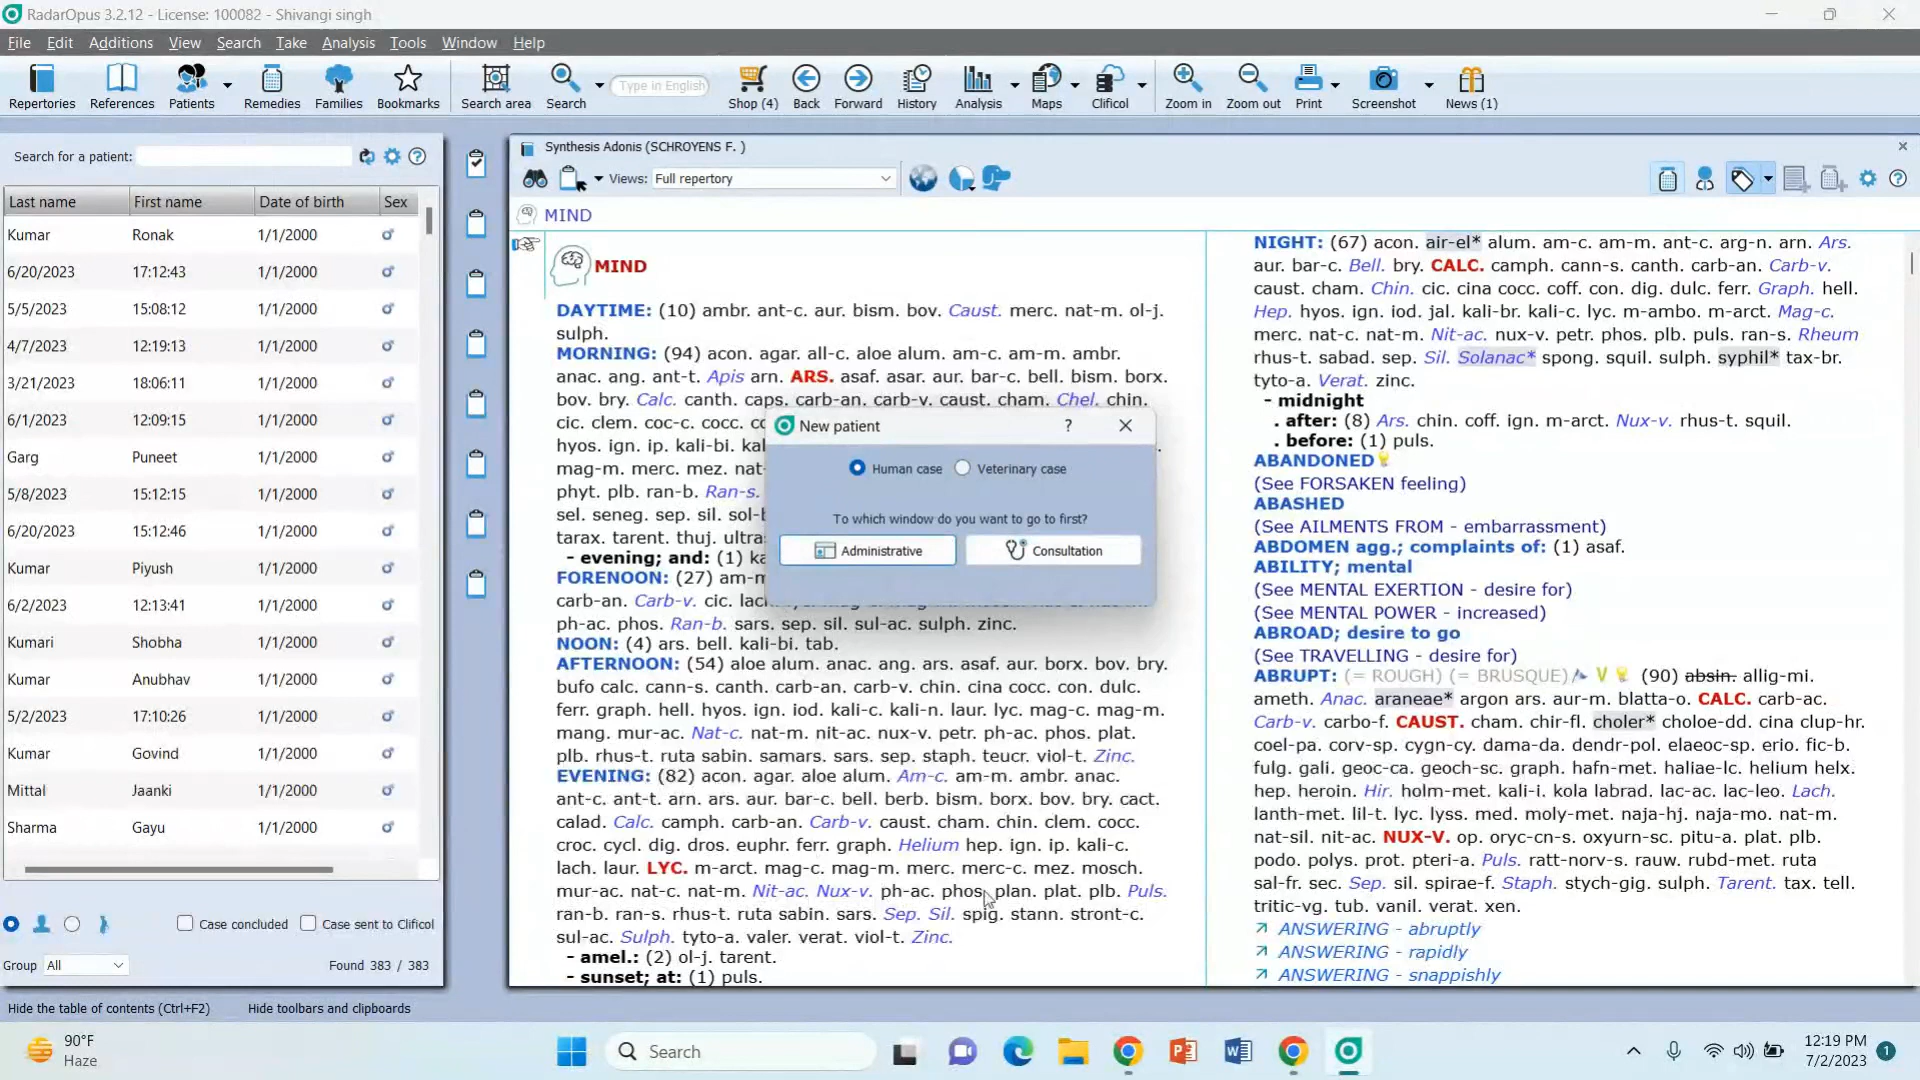 RadarOpus 3.2.12 - License: 100082 - Shivangi singh
File Edit Additions View Search Take Analysis Tools Window Help
Repertories References Patients Remedies Families Bookmarks Search area Search Type in English Shop (4) Back Forward History Analysis Maps Clificol Zoom in Zoom out Print Screenshot News (1)
Search for a patient:
Last name First name Date of birth Sex
Kumar Ronak 1/1/2000
6/20/2023 17:12:43 1/1/2000
5/5/2023 15:08:12 1/1/2000
4/7/2023 12:19:13 1/1/2000
3/21/2023 18:06:11 1/1/2000
6/1/2023 12:09:15 1/1/2000
Garg Puneet 1/1/2000
5/8/2023 15:12:15 1/1/2000
6/20/2023 15:12:46 1/1/2000
Kumar Piyush 1/1/2000
6/2/2023 12:13:41 1/1/2000
Kumari Shobha 1/1/2000
Kumar Anubhav 1/1/2000
5/2/2023 17:10:26 1/1/2000
Kumar Govind 1/1/2000
Mittal Jaanki 1/1/2000
Sharma Gayu 1/1/2000
Case concluded Case sent to Clificol
Group All Found 383 / 383
Synthesis Adonis (SCHROYENS F. )
Views: Full repertory
MIND
MIND
DAYTIME: (10) ambr. ant-c. aur. bism. bov. Caust. merc. nat-m. ol-j.
sulph.
MORNING: (94) acon. agar. all-c. aloe alum. am-c. am-m. ambr.
anac. ang. ant-t. Apis arn. ARS. asaf. asar. aur. bar-c. bell. bism. borx.
bov. bry. Calc. canth. caps. carb-an. carb-v. caust. cham. Chel. chin.
cic. clem. coc-c. cocc.
hyos. ign. ip. kali-bi.
mag-m. merc. mez.
phyt. plb. ran-b. Ran-s.
sel. seneg. sep. sil.
tarax. tarent. thuj.
- evening; and: (1)
FORENOON: (27)
carb-an. Carb-v. cic.
ph-ac. phos. Ran-b. sars. sep. sil. sul-ac. sulph. zinc.
NOON: (4) ars. bell. kali-bi. tab.
AFTERNOON: (54) aloe alum. anac. ang. ars. asaf. aur. borx. bov. bry.
bufo calc. cann-s. canth. carb-an. carb-v. chin. cina cocc. con. dulc.
ferr. graph. hell. hyos. ign. iod. kali-c. kali-n. laur. lyc. mag-c. mag-m.
mang. mur-ac. Nat-c. nat-m. nit-ac. nux-v. petr. ph-ac. phos. plat.
plb. rhus-t. ruta sabin. samars. sars. sep. staph. teucr. viol-t. Zinc.
EVENING: (82) acon. agar. aloe alum. Am-c. am-m. ambr. anac.
ant-c. ant-t. arn. ars. aur. bar-c. bell. berb. bism. borx. bov. bry. cact.
calad. Calc. camph. carb-an. Carb-v. caust. cham. chin. clem. cocc.
croc. cycl. dig. dros. euphr. ferr. graph. Helium hep. ign. ip. kali-c.
lach. laur. LYC. m-arct. mag-c. mag-m. merc. merc-c. mez. mosch.
mur-ac. nat-c. nat-m. Nit-ac. Nux-v. ph-ac. phos. plan. plat. plb. Puls.
ran-b. ran-s. rhus-t. ruta sabin. sars. Sep. Sil. spig. stann. stront-c.
sul-ac. Sulph. tyto-a. valer. verat. viol-t. Zinc.
- amel.: (2) ol-j. tarent.
- sunset; at: (1) puls.
New patient ?
Human case Veterinary case
To which window do you want to go to first?
Administrative Consultation
NIGHT: (67) acon. air-el* alum. am-c. am-m. ant-c. arg-n. arn. Ars.
aur. bar-c. Bell. bry. CALC. camph. cann-s. canth. carb-an. Carb-v.
caust. cham. Chin. cic. cina cocc. coff. con. dig. dulc. ferr. Graph. hell.
Hep. hyos. ign. iod. jal. kali-br. kali-c. lyc. m-ambo. m-arct. Mag-c.
merc. nat-c. nat-m. Nit-ac. nux-v. petr. phos. plb. puls. ran-s. Rheum
rhus-t. sabad. sep. Sil. Solanac* spong. squil. sulph. syphil* tax-br.
tyto-a. Verat. zinc.
- midnight
. after: (8) Ars. chin. coff. ign. m-arct. Nux-v. rhus-t. squil.
. before: (1) puls.
ABANDONED
(See FORSAKEN feeling)
ABASHED
(See AILMENTS FROM - embarrassment)
ABDOMEN agg.; complaints of: (1) asaf.
ABILITY; mental
(See MENTAL EXERTION - desire for)
(See MENTAL POWER - increased)
ABROAD; desire to go
(See TRAVELLING - desire for)
ABRUPT: (= ROUGH) (= BRUSQUE) V (90) absin. allig-mi.
ameth. Anac. araneae* argon ars. aur-m. blatta-o. CALC. carb-ac.
Carb-v. carbo-f. CAUST. cham. chir-fl. choler* choloe-dd. cina clup-hr.
coel-pa. corv-sp. cygn-cy. dama-da. dendr-pol. elaeoc-sp. erio. fic-b.
fulg. gali. geoc-ca. geoch-sc. graph. hafn-met. haliae-lc. helium helx.
hep. heroin. Hir. holm-met. kali-i. kola labrad. lac-ac. lac-leo. Lach.
lanth-met. lil-t. lyc. lyss. med. moly-met. naja-hj. naja-mo. nat-m.
nat-sil. nit-ac. NUX-V. op. oryc-cn-s. oxyurn-sc. pitu-a. plat. plb.
podo. polys. prot. pteri-a. Puls. ratt-norv-s. rauw. rubd-met. ruta
sal-fr. sec. Sep. sil. spirae-f. Staph. stych-gig. sulph. Tarent. tax. tell.
tritic-vg. tub. vanil. verat. xen.
ANSWERING - abruptly
ANSWERING - rapidly
ANSWERING - snappishly
Hide the table of contents (Ctrl+F2) Hide toolbars and clipboards
90°F
Haze
Search
12:19 PM
7/2/2023
1